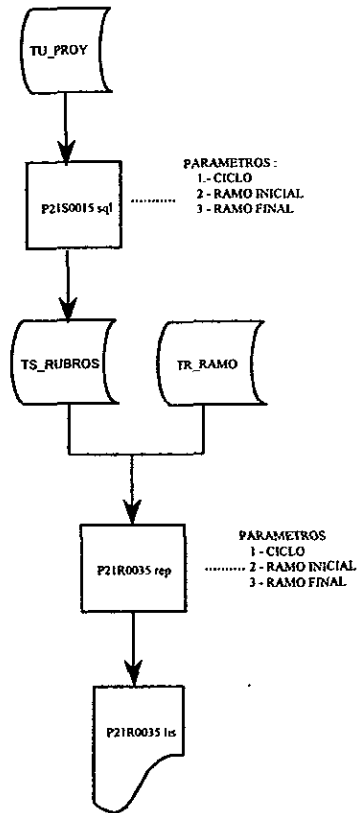 TU_PROY
PARAMETROS :
1.- CICLO
2 - RAMO INICIAL
3 - RAMO FINAL
P21S0015 sql
TS_RUBROS
TR_RAMO
PARAMETROS
1 - CICLO
2 - RAMO INICIAL
3 - RAMO FINAL
P21R0035 rep
P21R0035 lis